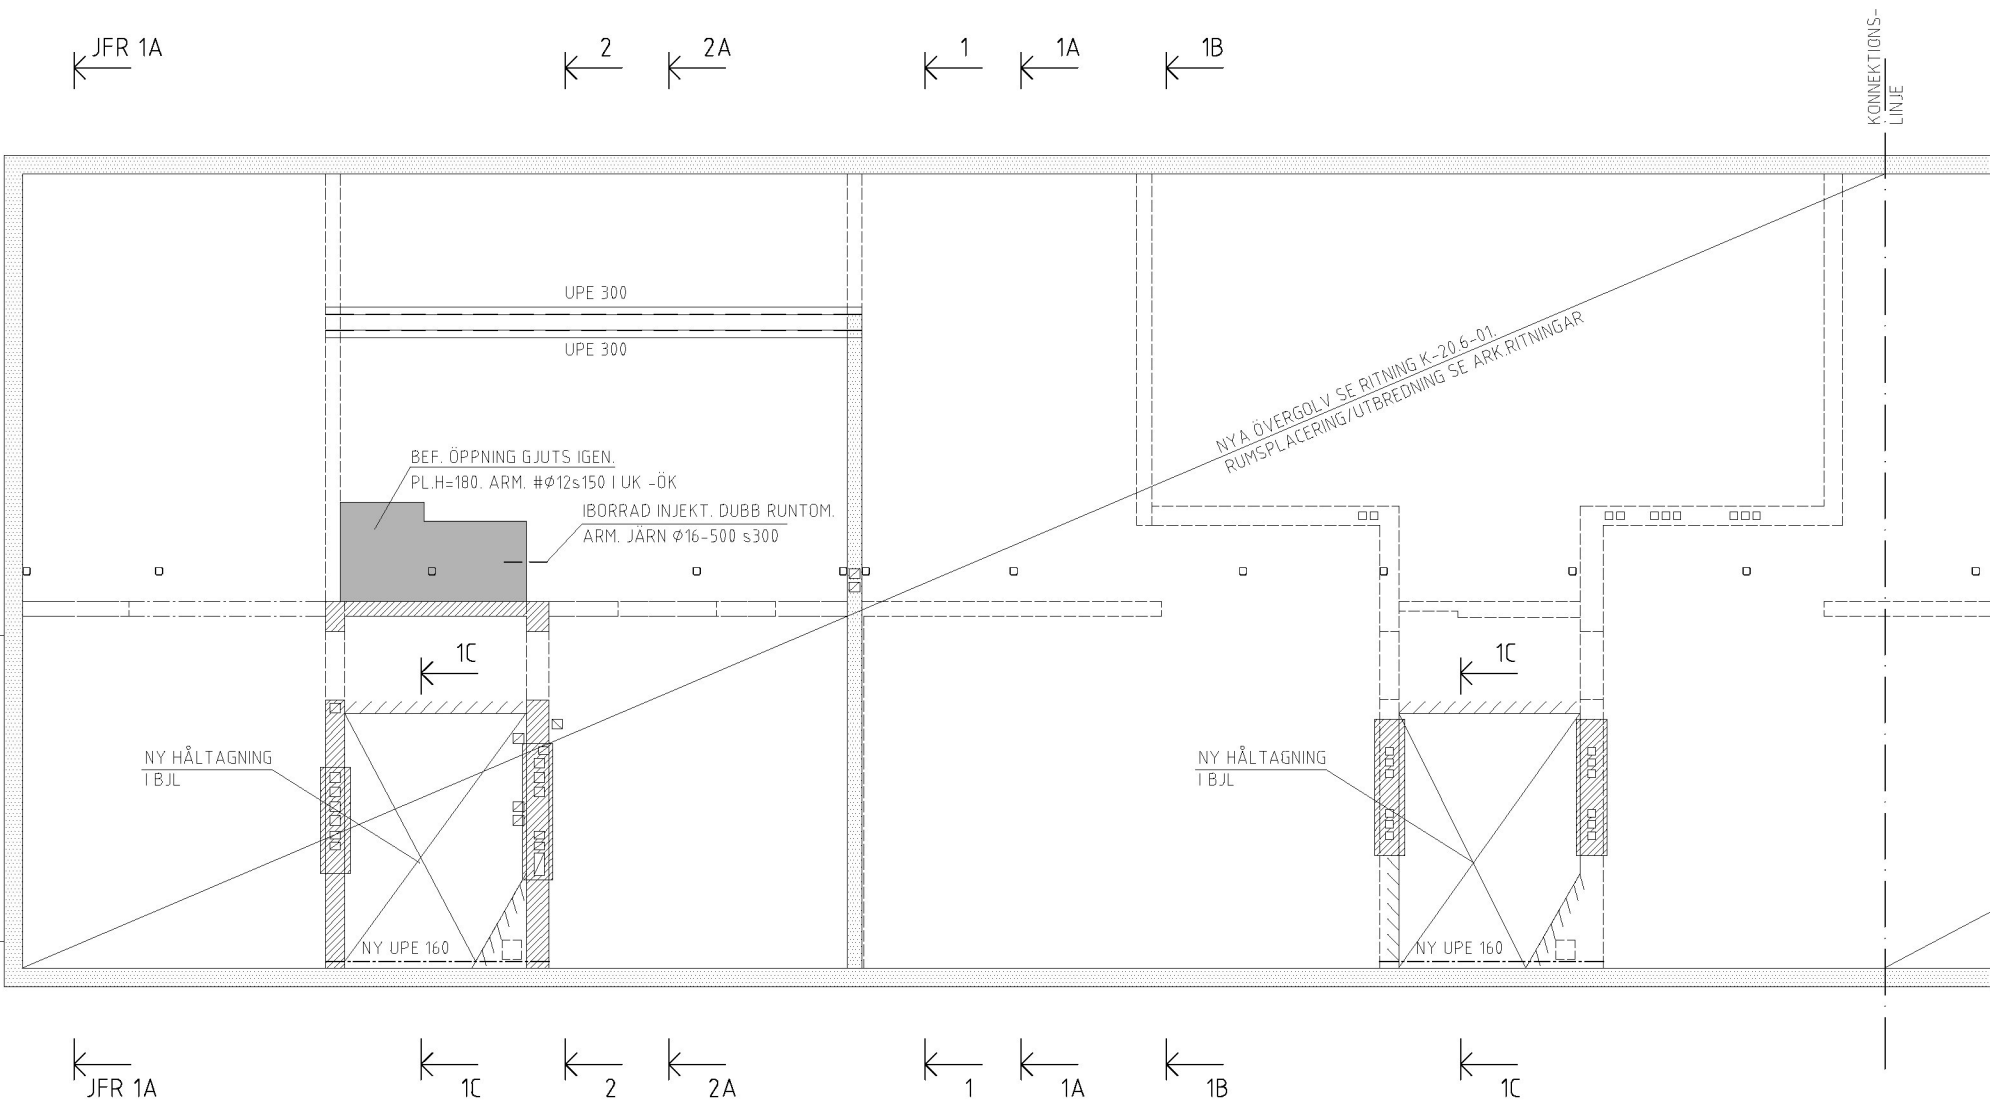 KONNEKTIONS-
LINJE
JFR 1A
2
2A
1
1A
1B
UPE 300
UPE 300
NYA ÖVERGOLV SE RITNING K-20.6-01.
RUMSPLACERING/UTBREDNING SE ARK.RITNINGAR
BEF. ÖPPNING GJUTS IGEN.
PL.H=180. ARM. #Ø12s150 I UK -ÖK
IBORRAD INJEKT. DUBB RUNTOM.
ARM. JÄRN Ø16-500 s300
1C
1C
NY HÅLTAGNING
I BJL
NY HÅLTAGNING
I BJL
NY UPE 160
NY UPE 160
JFR 1A
1C
2
2A
1
1A
1B
1C